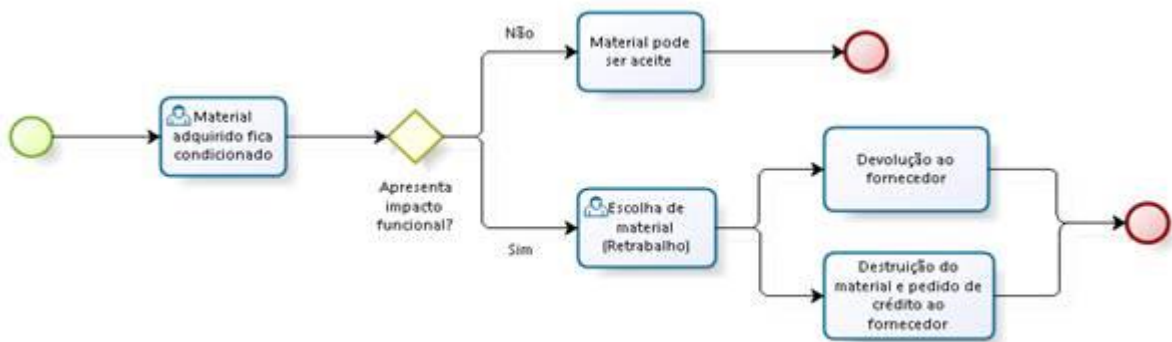 Material
adquirido fica
condicionado
Apresenta
impacto
funcional?
Não
Material pode
ser aceite
Sim
Escolha de
material
(Retrabalho)
Devolução ao
fornecedor
Destruição do
material e pedido de
crédito ao
fornecedor